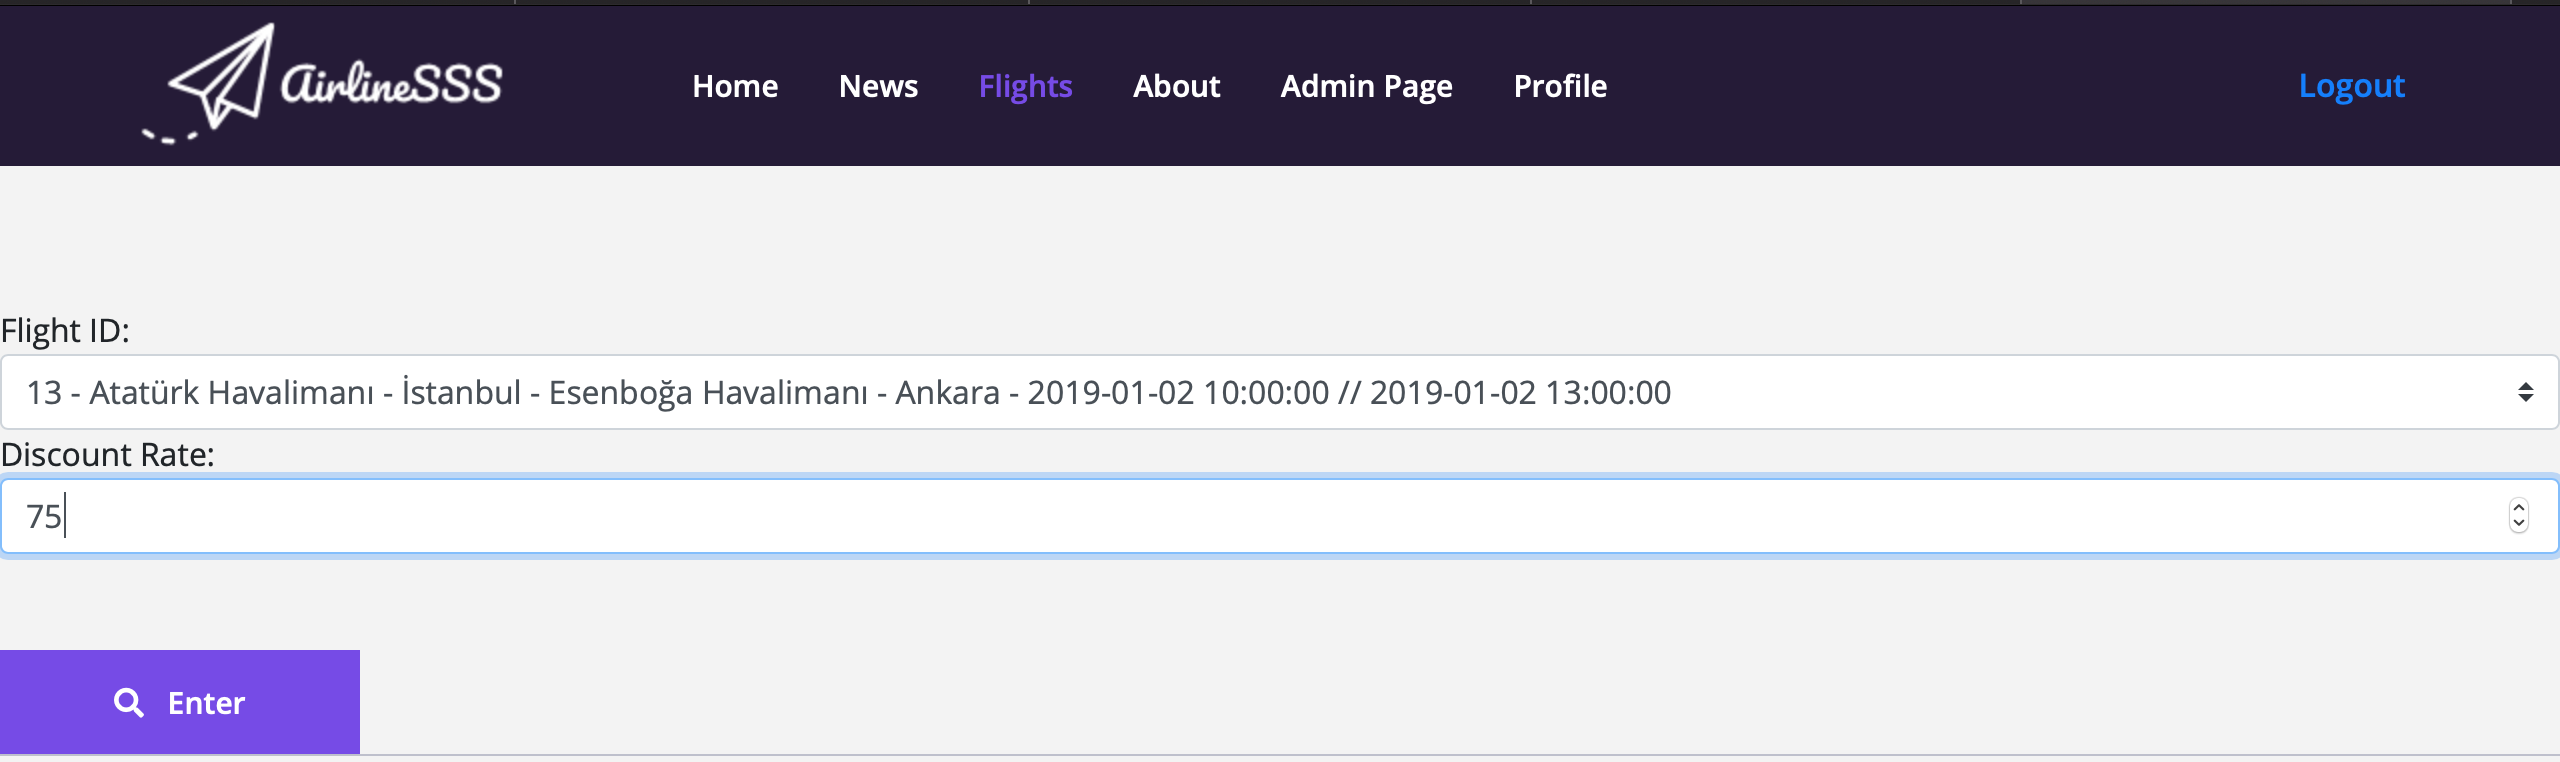 AirlineSSS
Home News Flights About Admin Page Profile Logout
Flight ID:
13 - Atatürk Havalimanı - İstanbul - Esenboğa Havalimanı - Ankara - 2019-01-02 10:00:00 // 2019-01-02 13:00:00
Discount Rate:
75
Enter